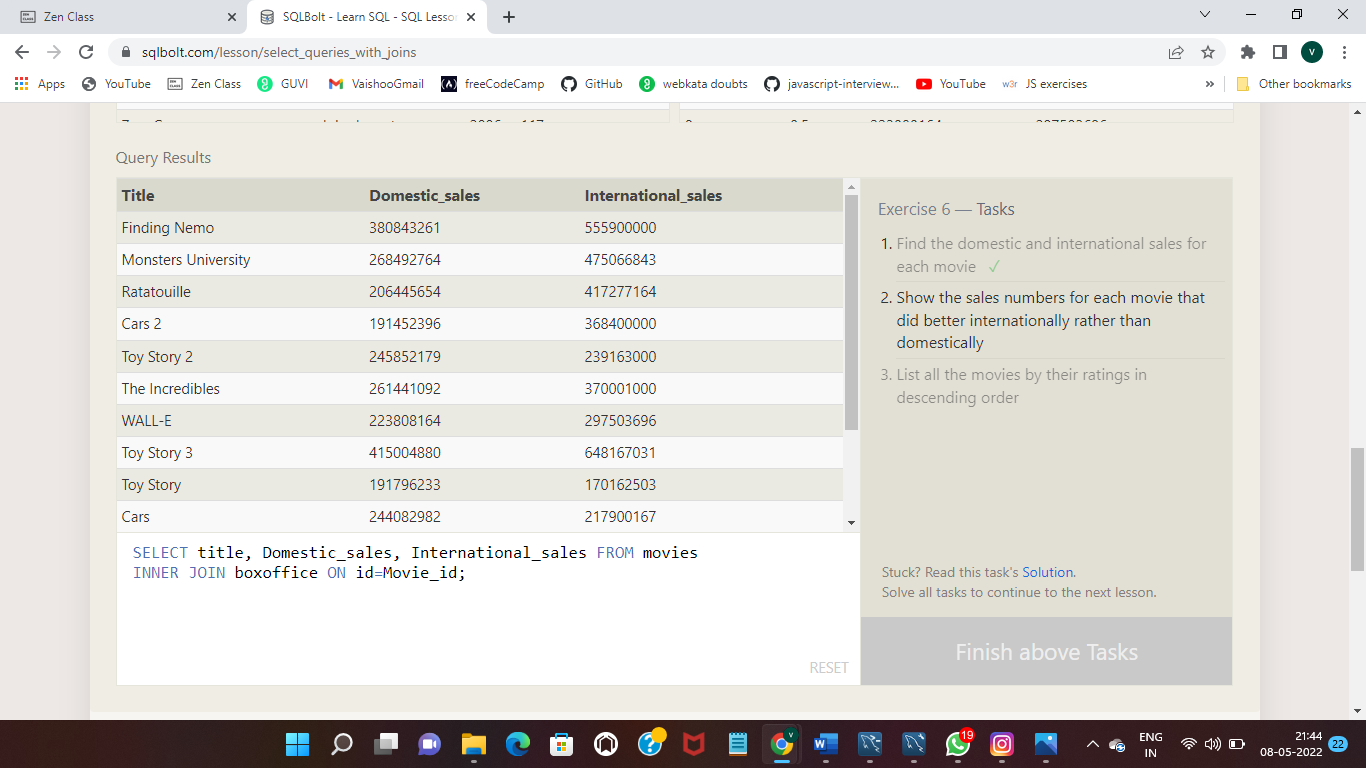 Zen Class
SQLBolt - Learn SQL - SQL Lesson
sqlbolt.com/lesson/select_queries_with_joins
V
Apps YouTube Zen Class GUVI VaishooGmail freeCodeCamp GitHub webkata doubts javascript-interview... YouTube w3r JS exercises » Other bookmarks
Query Results
Title Domestic_sales International_sales
Finding Nemo 380843261 555900000
Monsters University 268492764 475066843
Ratatouille 206445654 417277164
Cars 2 191452396 368400000
Toy Story 2 245852179 239163000
The Incredibles 261441092 370001000
WALL-E 223808164 297503696
Toy Story 3 415004880 648167031
Toy Story 191796233 170162503
Cars 244082982 217900167
SELECT title, Domestic_sales, International_sales FROM movies
INNER JOIN boxoffice ON id=Movie_id;
RESET
Exercise 6 — Tasks
1. Find the domestic and international sales for
each movie ✓
2. Show the sales numbers for each movie that
did better internationally rather than
domestically
3. List all the movies by their ratings in
descending order
Stuck? Read this task's Solution.
Solve all tasks to continue to the next lesson.
Finish above Tasks
19
ENG
IN
21:44
08-05-2022
22